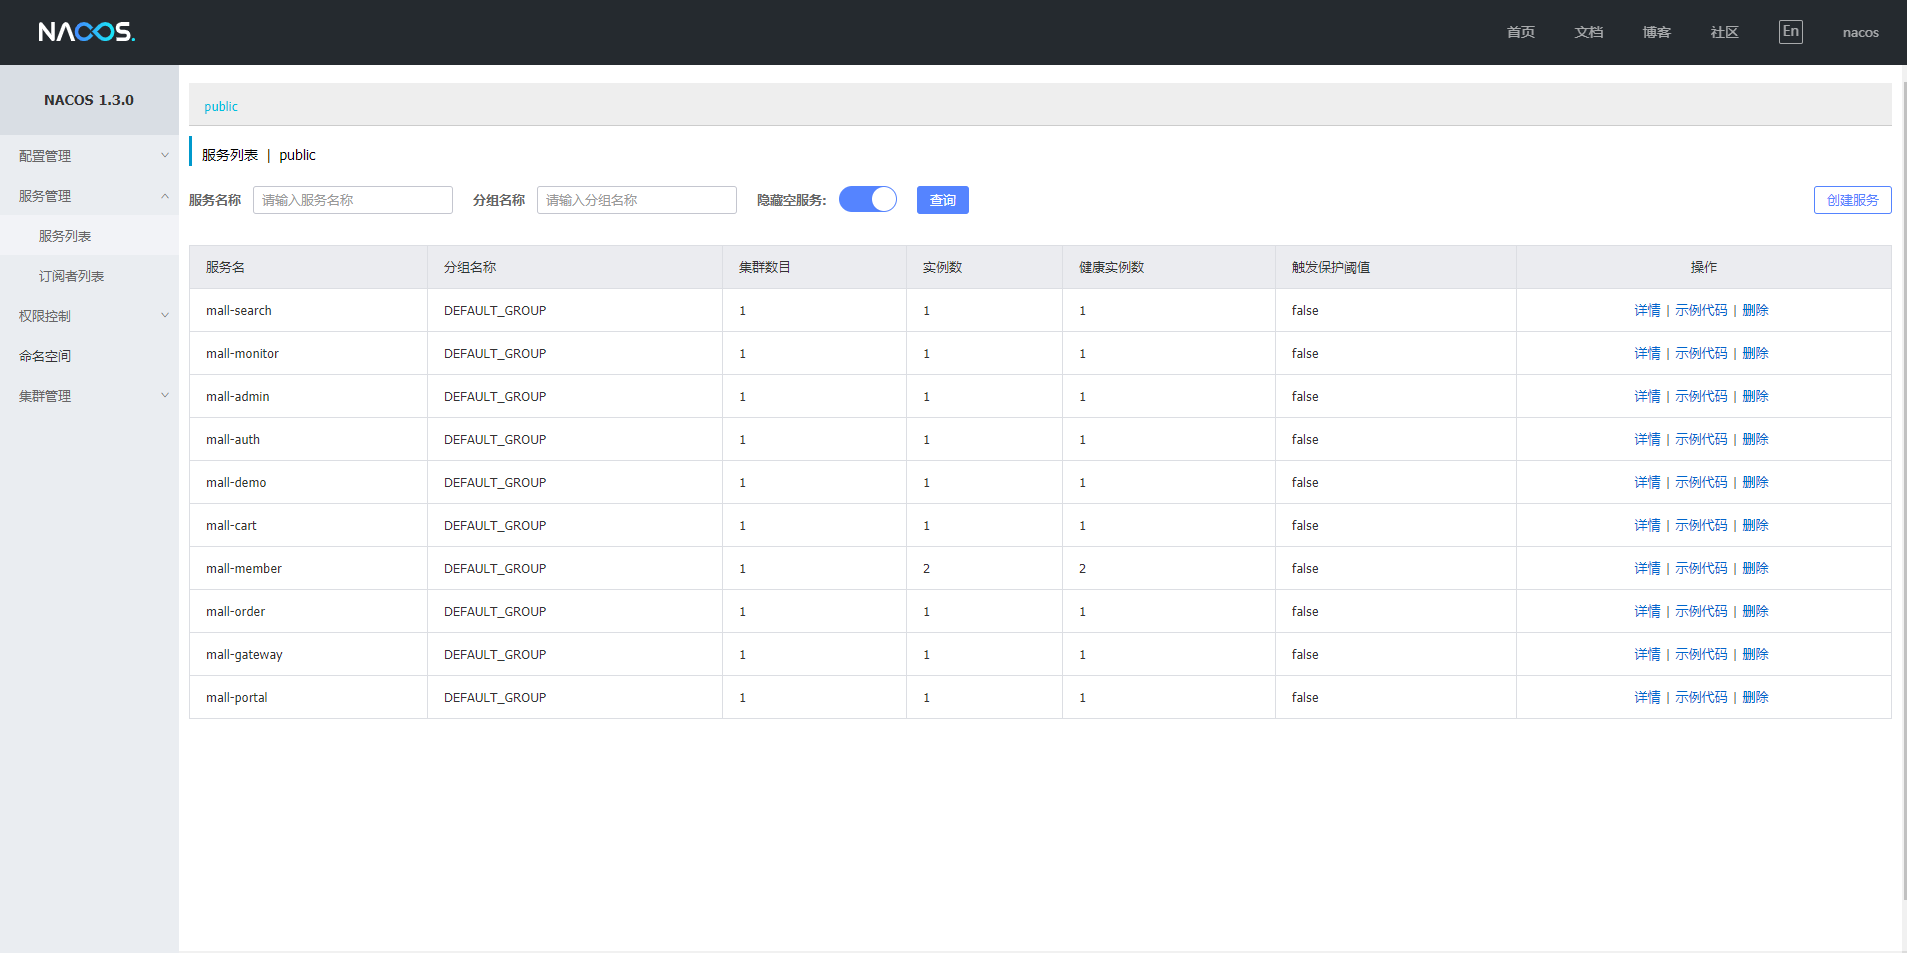 NACOS.
首页 文档 博客 社区 En nacos
NACOS 1.3.0
配置管理
服务管理
服务列表
订阅者列表
权限控制
命名空间
集群管理
public
服务列表 | public
服务名称 请输入服务名称 分组名称 请输入分组名称 隐藏空服务: 查询 创建服务
服务名 分组名称 集群数目 实例数 健康实例数 触发保护阈值 操作
mall-search DEFAULT_GROUP 1 1 1 false 详情 | 示例代码 | 删除
mall-monitor DEFAULT_GROUP 1 1 1 false 详情 | 示例代码 | 删除
mall-admin DEFAULT_GROUP 1 1 1 false 详情 | 示例代码 | 删除
mall-auth DEFAULT_GROUP 1 1 1 false 详情 | 示例代码 | 删除
mall-demo DEFAULT_GROUP 1 1 1 false 详情 | 示例代码 | 删除
mall-cart DEFAULT_GROUP 1 1 1 false 详情 | 示例代码 | 删除
mall-member DEFAULT_GROUP 1 2 2 false 详情 | 示例代码 | 删除
mall-order DEFAULT_GROUP 1 1 1 false 详情 | 示例代码 | 删除
mall-gateway DEFAULT_GROUP 1 1 1 false 详情 | 示例代码 | 删除
mall-portal DEFAULT_GROUP 1 1 1 false 详情 | 示例代码 | 删除